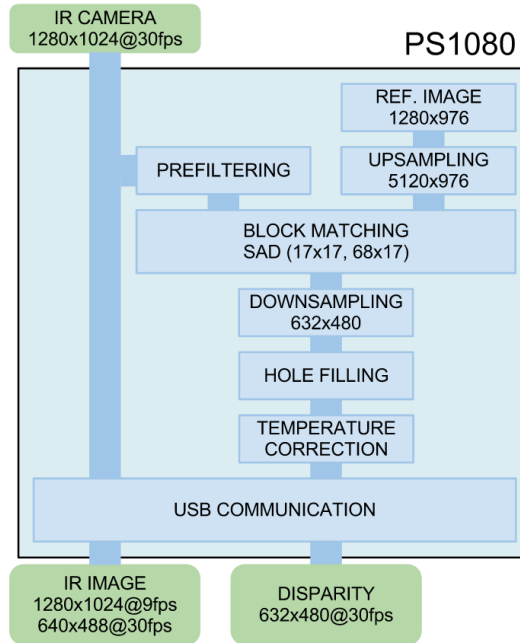 IR CAMERA
1280x1024@30fps
PS1080
REF. IMAGE
1280x976
PREFILTERING
UPSAMPLING
5120x976
BLOCK MATCHING
SAD (17x17, 68x17)
DOWNSAMPLING
632x480
HOLE FILLING
TEMPERATURE
CORRECTION
USB COMMUNICATION
IR IMAGE
1280x1024@9fps
640x488@30fps
DISPARITY
632x480@30fps